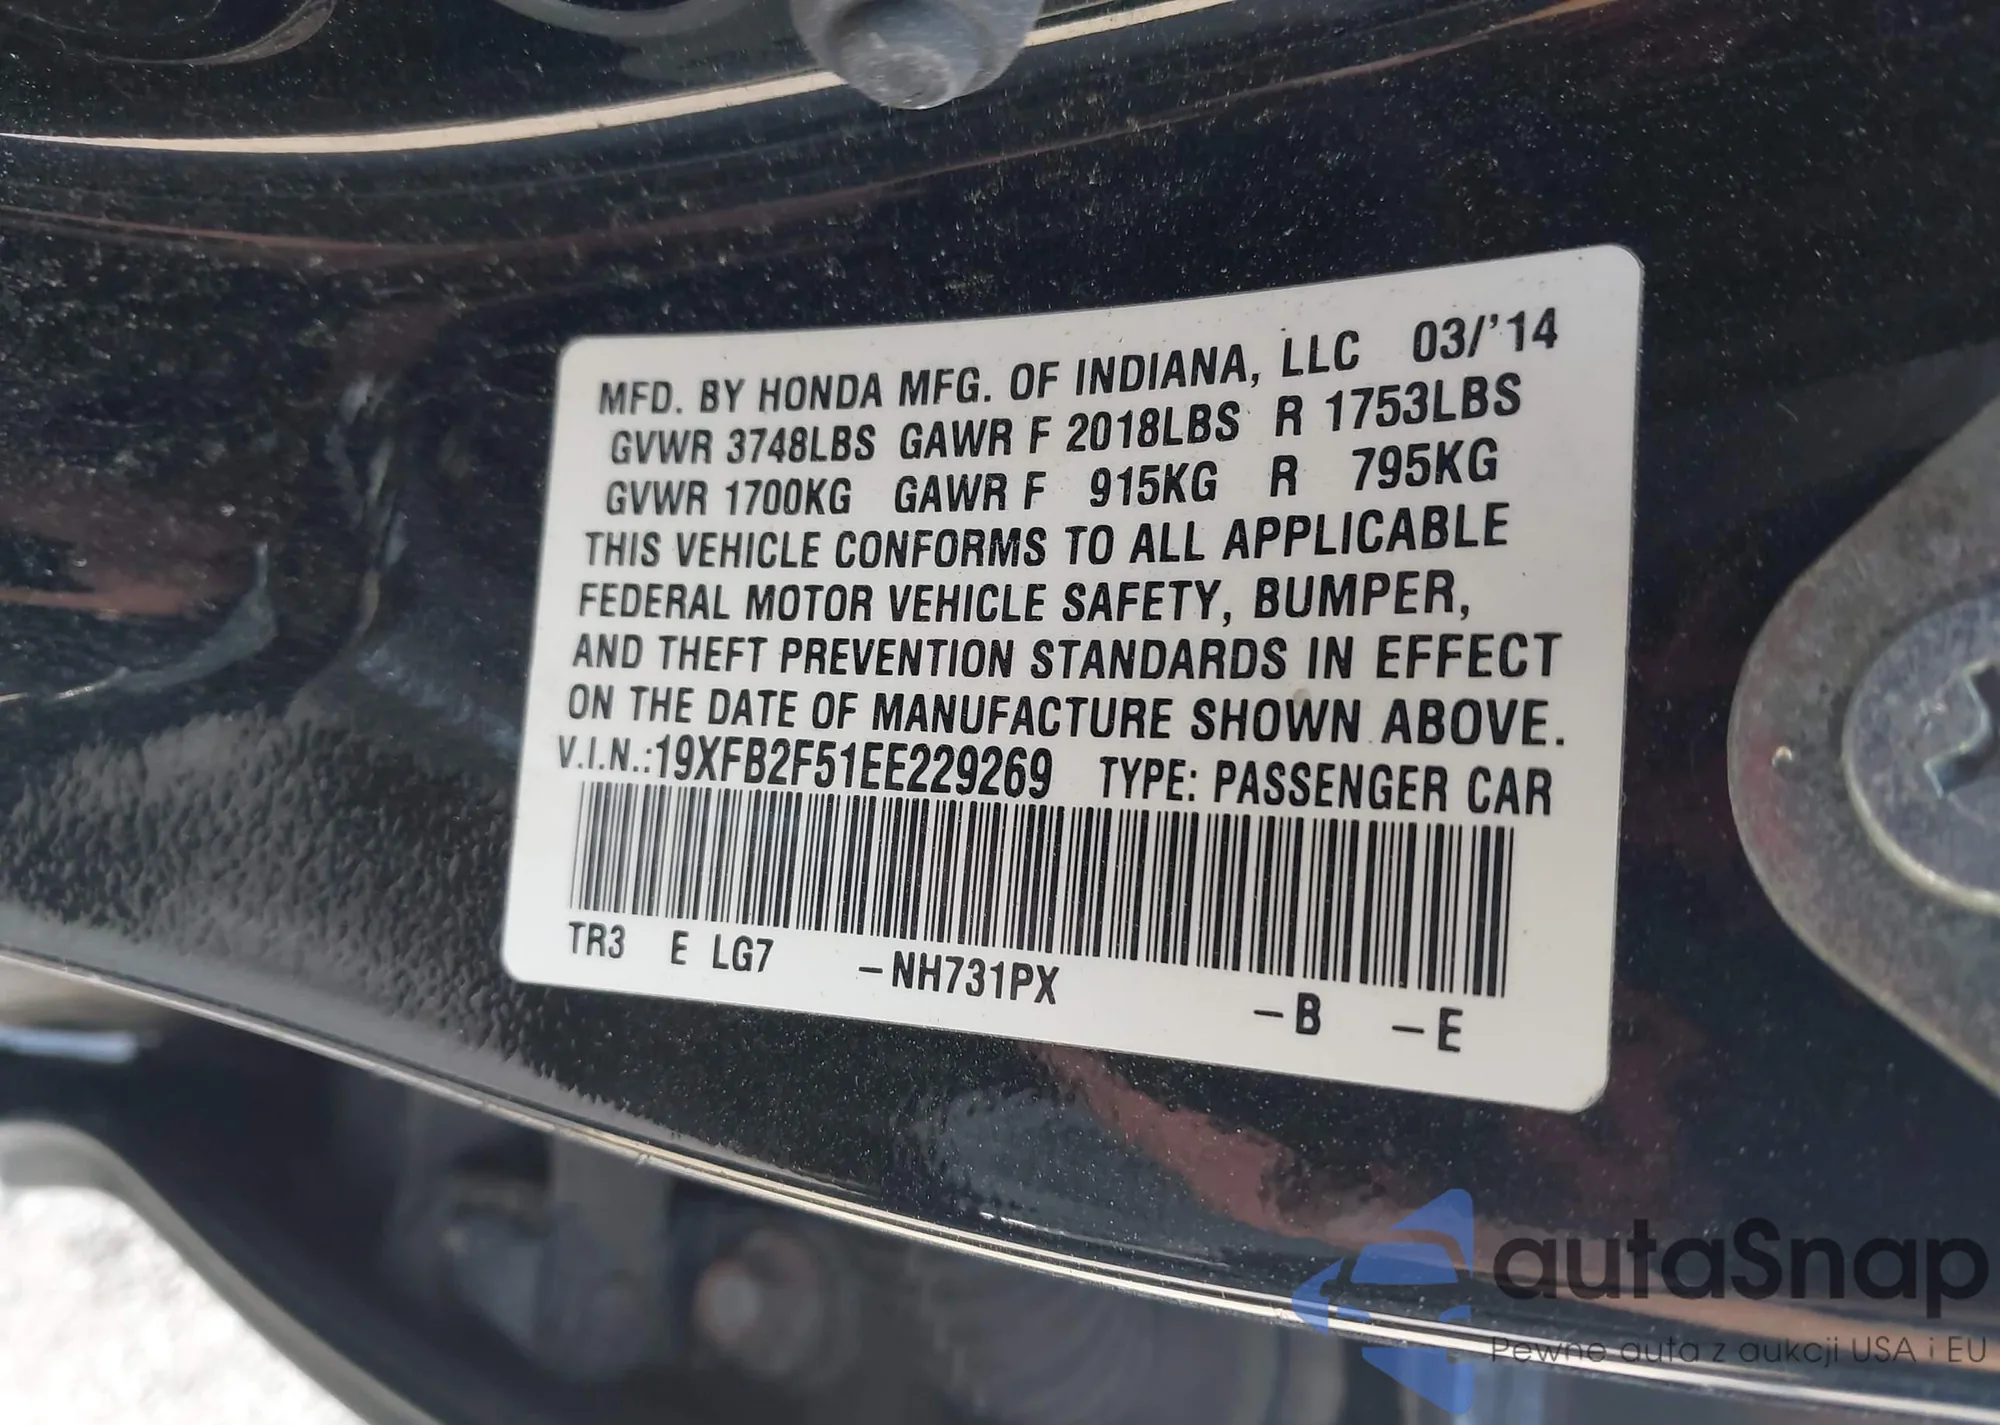 MFD. BY HONDA MFG. OF INDIANA, LLC 03/'14
GVWR 3748LBS GAWR F 2018LBS R 1753LBS
GVWR 1700KG GAWR F 915KG R 795KG
THIS VEHICLE CONFORMS TO ALL APPLICABLE
FEDERAL MOTOR VEHICLE SAFETY, BUMPER,
AND THEFT PREVENTION STANDARDS IN EFFECT
ON THE DATE OF MANUFACTURE SHOWN ABOVE.
V.I.N.:19XFB2F51EE229269 TYPE: PASSENGER CAR
TR3 E LG7 -NH731PX -B -E
autaSnap
Pewne auta z aukcji USA i EU